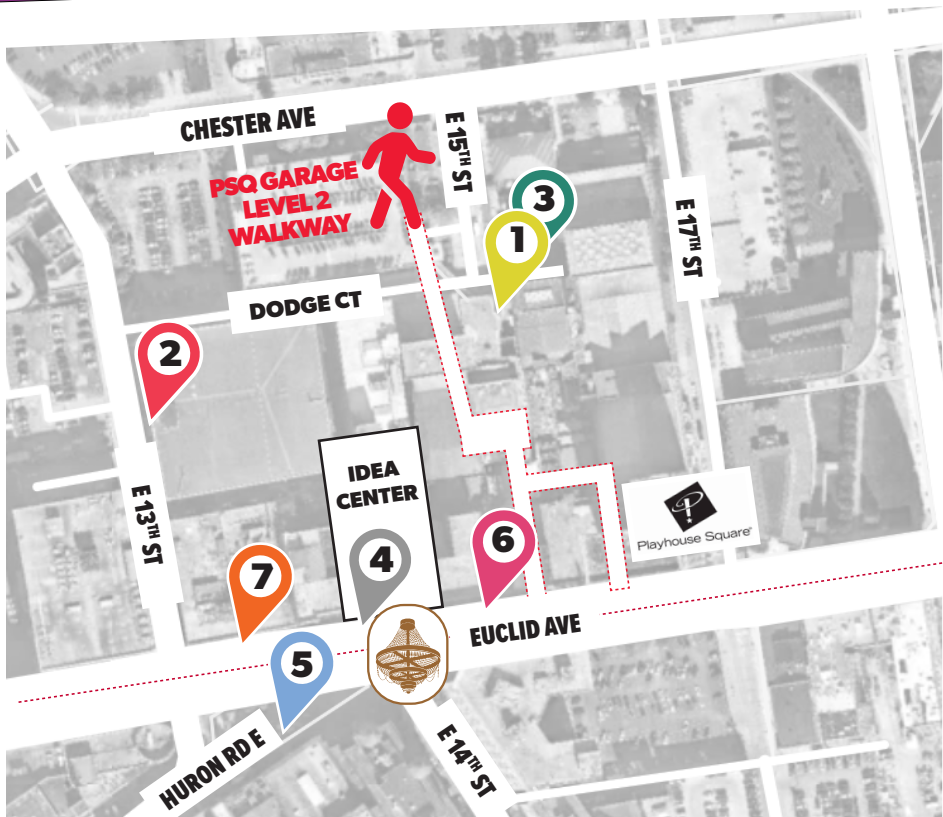 CHESTER AVE
E 15TH ST
PSQ GARAGE
LEVEL 2
WALKWAY
3
1
E 17TH ST
DODGE CT
2
IDEA
CENTER
E 13TH ST
Playhouse Square®
6
4
7
EUCLID AVE
5
HURON RD E
E 14TH ST